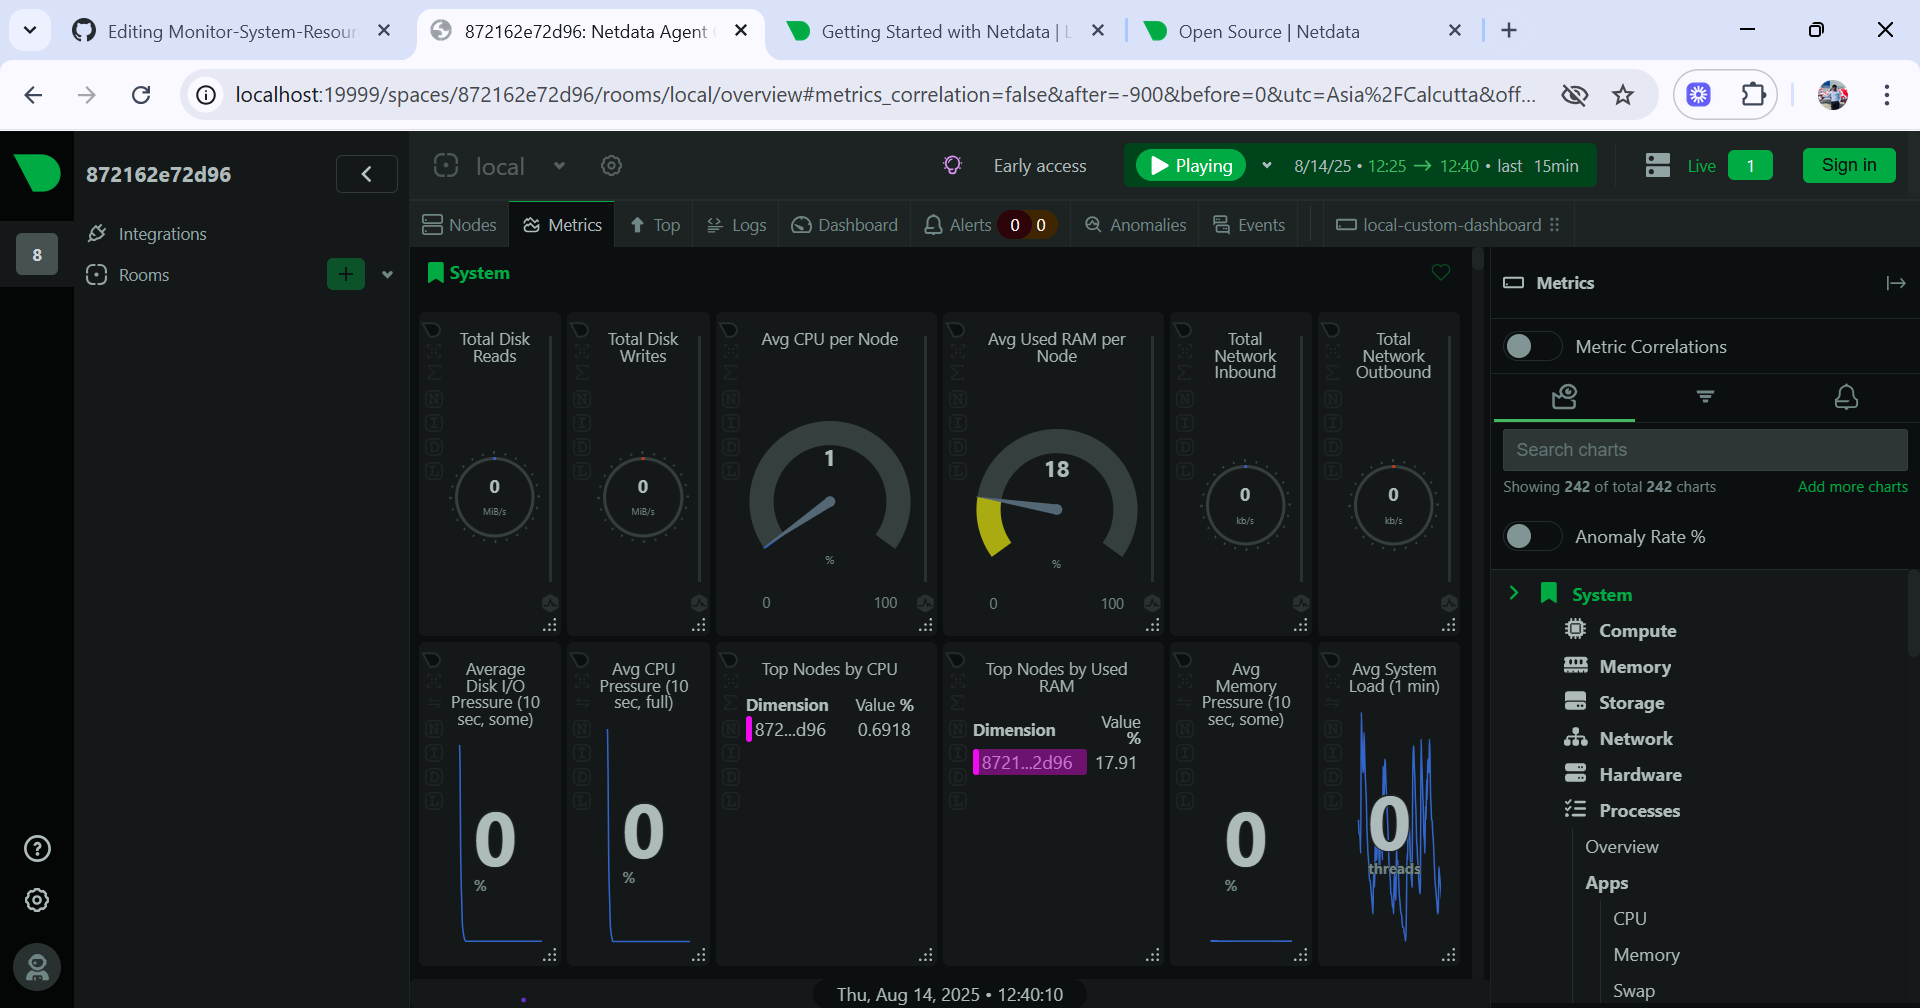 Editing Monitor-System-Resour
872162e72d96: Netdata Agent
Getting Started with Netdata | L
Open Source | Netdata
localhost:19999/spaces/872162e72d96/rooms/local/overview#metrics_correlation=false&after=-900&before=0&utc=Asia%2FCalcutta&off...
872162e72d96
8
Integrations
Rooms
local
Early access
Playing
8/14/25 • 12:25 → 12:40 • last 15min
Live
1
Sign in
Nodes
Metrics
Top
Logs
Dashboard
Alerts 0 0
Anomalies
Events
local-custom-dashboard
System
Total Disk
Reads
N
I
D
L
0
MiB/s
Total Disk
Writes
N
I
D
L
0
MiB/s
Avg CPU per Node
N
I
D
L
1
%
0 100
Avg Used RAM per
Node
N
I
D
L
18
%
0 100
Total
Network
Inbound
N
I
D
L
0
kb/s
Total
Network
Outbound
N
I
D
L
0
kb/s
Average
Disk I/O
Pressure (10
sec, some)
N
I
D
L
0
%
Avg CPU
Pressure (10
sec, full)
N
I
D
L
0
%
Top Nodes by CPU
Dimension Value %
872...d96 0.6918
N
I
D
L
Top Nodes by Used
RAM
Dimension Value
%
8721...2d96 17.91
N
I
D
L
Avg
Memory
Pressure (10
sec, some)
N
I
D
L
0
%
Avg System
Load (1 min)
N
I
D
L
0
threads
Thu, Aug 14, 2025 • 12:40:10
Metrics
Metric Correlations
Search charts
Showing 242 of total 242 charts
Add more charts
Anomaly Rate %
System
Compute
Memory
Storage
Network
Hardware
Processes
Overview
Apps
CPU
Memory
Swap